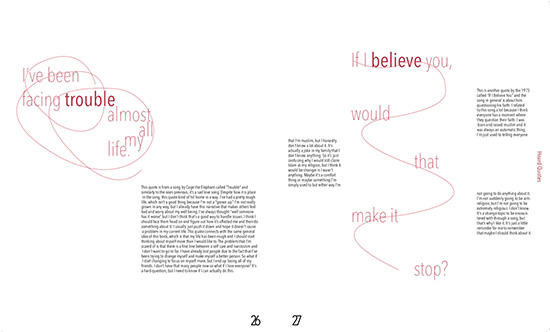 I've been
facing trouble
almost
all
my
life.
This quote is from a song by Cage the Elephant called "Trouble" and
similarly to the ones previous, it's a sad love song. Despite how it is place
in the song, this quote kind of hit home in a way. I've had a pretty rough
life, which isn't a good thing because I'm not a "grown up". I'm not really
grown in any way, but I already have this narrative that makes others feel
bad and worry about my well being. I've always thought "well someone
has it worse" but I don't think that's a good way to handle issues. I think I
should face them head on and figure out how it's affected me and then do
something about it. I usually just push it down and hope it doesn't cause
a problem in my current life. This quote connects with the same general
idea of this book, which is that my life has been rough and I should start
thinking about myself more than I would like to. The problem that I'm
scared of is that there is a fine line between a self care and narcissism and
I don't want to go to far. I have already lost people due to the fact that I've
been trying to change myself and make myself a better person. So what if
I start changing to focus on myself more, but I end up losing all of my
friends. I don't have that many people now so what if I lose everyone? It's
a hard question, but I need to know if I can actually do this.
26
27
If I believe you,
would
that
make it
stop?
that I'm muslim, but I honestly
don't know a lot about it. It's
actually a joke in my family that I
don't know anything. So it's just
confusing why I would still claim
Islam as my religion, but I think it
would be stranger is I wasn't
anything. Maybe it's a comfort
thing or maybe something I'm
simply used to but either way I'm
This is another quote by the 1975
called "If I Believe You" and the
song in general is about him
questioning his faith. I related
to this song a lot because I think
everyone has a moment where
they question their faith. I was
born and raised muslim and it
was always an automatic thing.
I'm just used to telling everyone
not going to do anything about it.
I'm not suddenly going to be anti-
religion, but I'm not going to be
extremely religious. I don't know.
It's a strange topic to be
through a song, but
that's why I like it. It's just a little
reminder for me to remember
that maybe I should think about it.
Heard Quotes